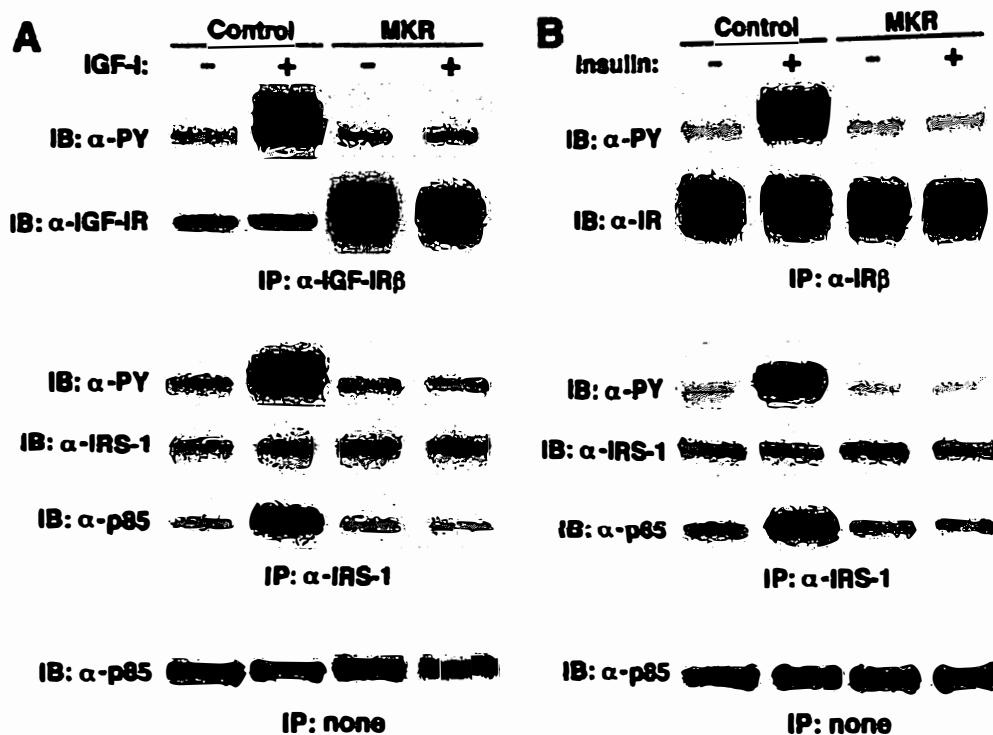 A
Control MKR
IGF-I: - + - +
IB: α-PY
IB: α-IGF-IR
IP: α-IGF-IRβ
IB: α-PY
IB: α-IRS-1
IB: α-p85
IP: α-IRS-1
IB: α-p85
IP: none
B
Control MKR
Insulin: - + - +
IB: α-PY
IB: α-IR
IP: α-IRβ
IB: α-PY
IB: α-IRS-1
IB: α-p85
IP: α-IRS-1
IB: α-p85
IP: none